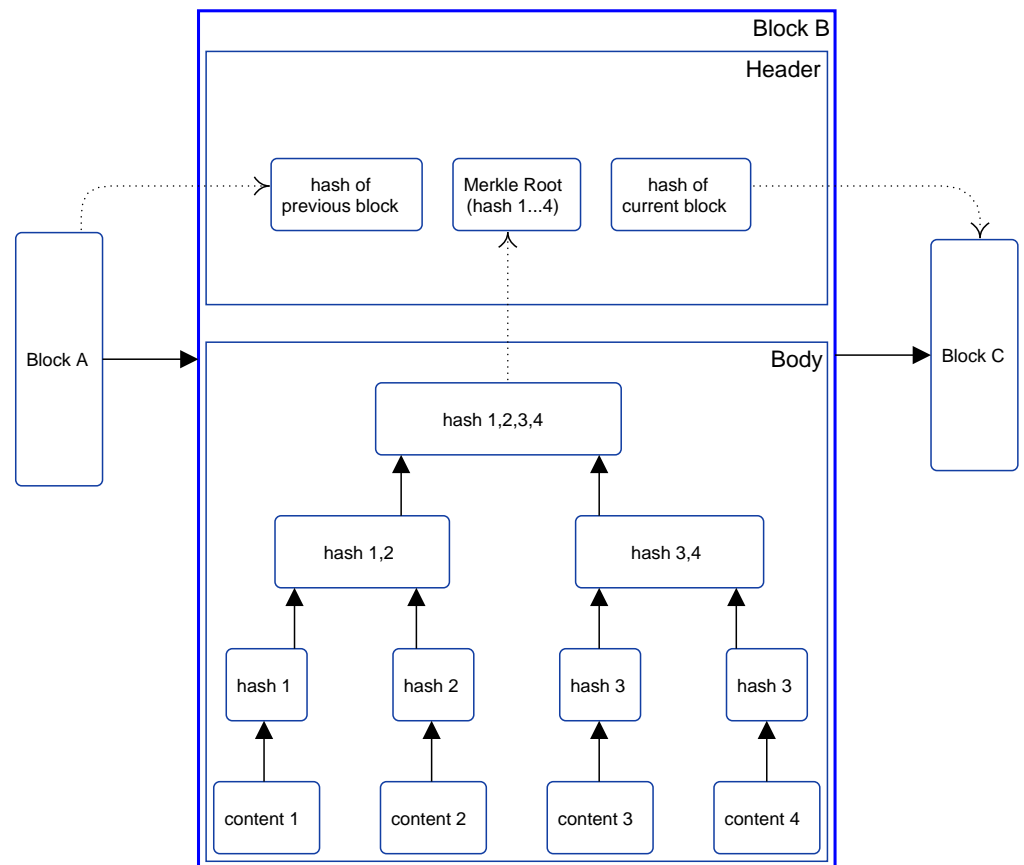 Block B
Header
hash of
previous block
Merkle Root
(hash 1...4)
hash of
current block
Block A
Block C
Body
hash 1,2,3,4
hash 1,2
hash 3,4
hash 1
hash 2
hash 3
hash 3
content 1
content 2
content 3
content 4